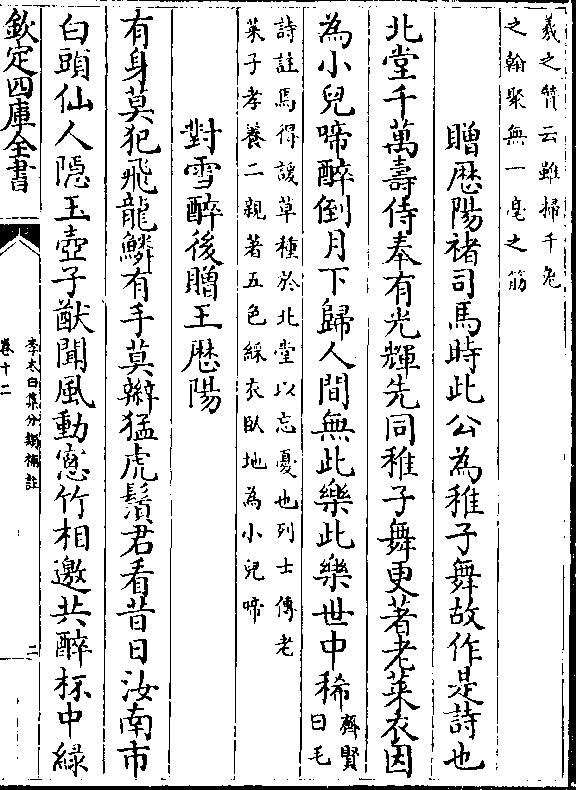 羲之賛云雖掃千兎
之翰聚無一毫之筋
贈厯陽禇司馬時此公為稚子舞故作是詩也
北堂千萬壽侍奉有光輝先同稚子舞更著老萊衣因
為小兒啼醉倒月下歸人間無此樂此樂世中稀
齊賢
曰毛
詩註焉得諼草種於北堂以忘憂也列士傳老
萊子孝養二親著五色綵衣臥地為小兒啼
對雪醉後贈王厯陽
有身莫犯飛龍鱗有手莫辮猛虎鬚君看昔日汝南市
白頭仙人隱玉壺子猷聞風動窻竹相邀共醉杯中緑
欽定四庫全書
李太白集分類補註
卷十二
二